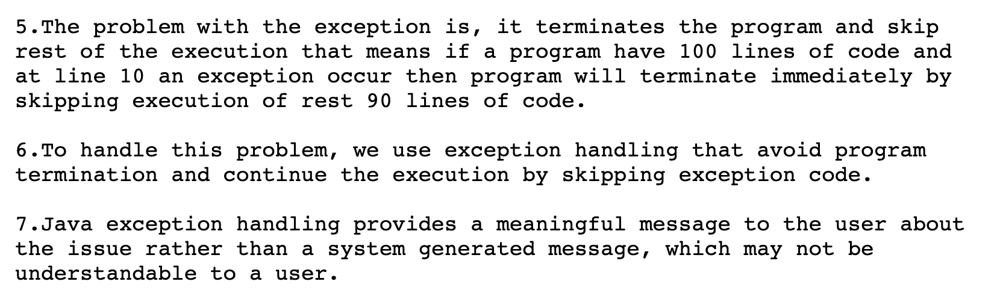 5.The problem with the exception is, it terminates the program and skip
rest of the execution that means if a program have 100 lines of code and
at line 10 an exception occur then program will terminate immediately by
skipping execution of rest 90 lines of code.
6.To handle this problem, we use exception handling that avoid program
termination and continue the execution by skipping exception code.
7.Java exception handling provides a meaningful message to the user about
the issue rather than a system generated message, which may not be
understandable to a user.